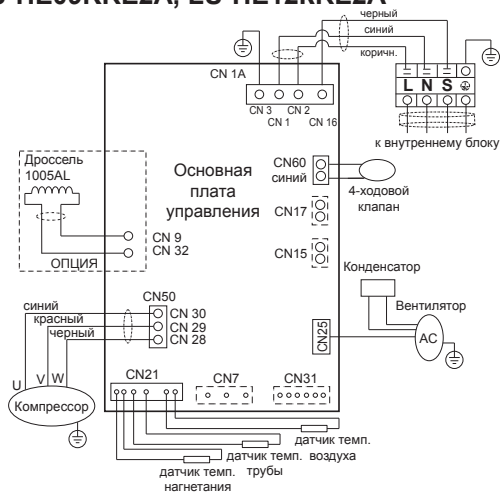 черный
синий
коричн.
CN 1A
CN 3
CN 2
CN 1
CN 16
L N S
к внутреннему блоку
Дроссель
1005AL
ОПЦИЯ
CN 9
CN 32
Основная
плата
управления
CN60
синий
4-ходовой
клапан
CN17
CN15
Конденсатор
Вентилятор
AC
CN25
CN50
синий
красный
черный
CN 30
CN 29
CN 28
U V W
Компрессор
CN21
CN7
CN31
датчик темп.
воздуха
датчик темп.
трубы
датчик темп.
нагнетания